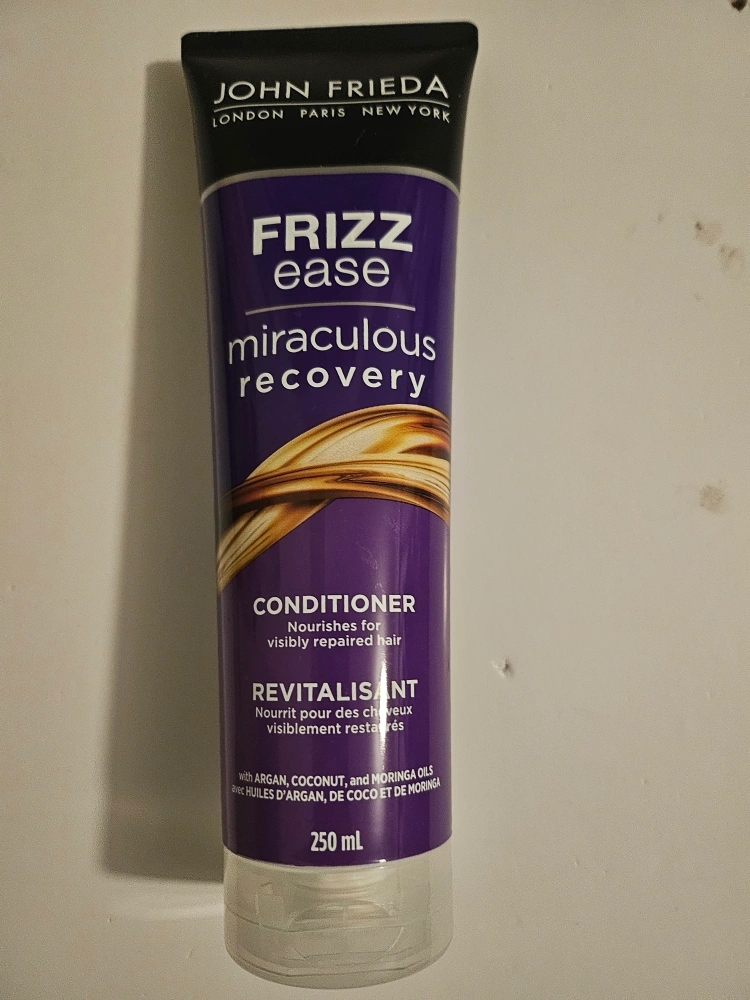 JOHN FRIEDA
LONDON PARIS NEW YORK
FRIZZ
ease
miraculous
recovery
CONDITIONER
Nourishes for
visibly repaired hair
REVITALISANT
Nourrit pour des cheveux
visiblement restaurés
with ARGAN, COCONUT, and MORINGA OILS
avec HUILES D'ARGAN, DE COCO ET DE MORINGA
250 mL